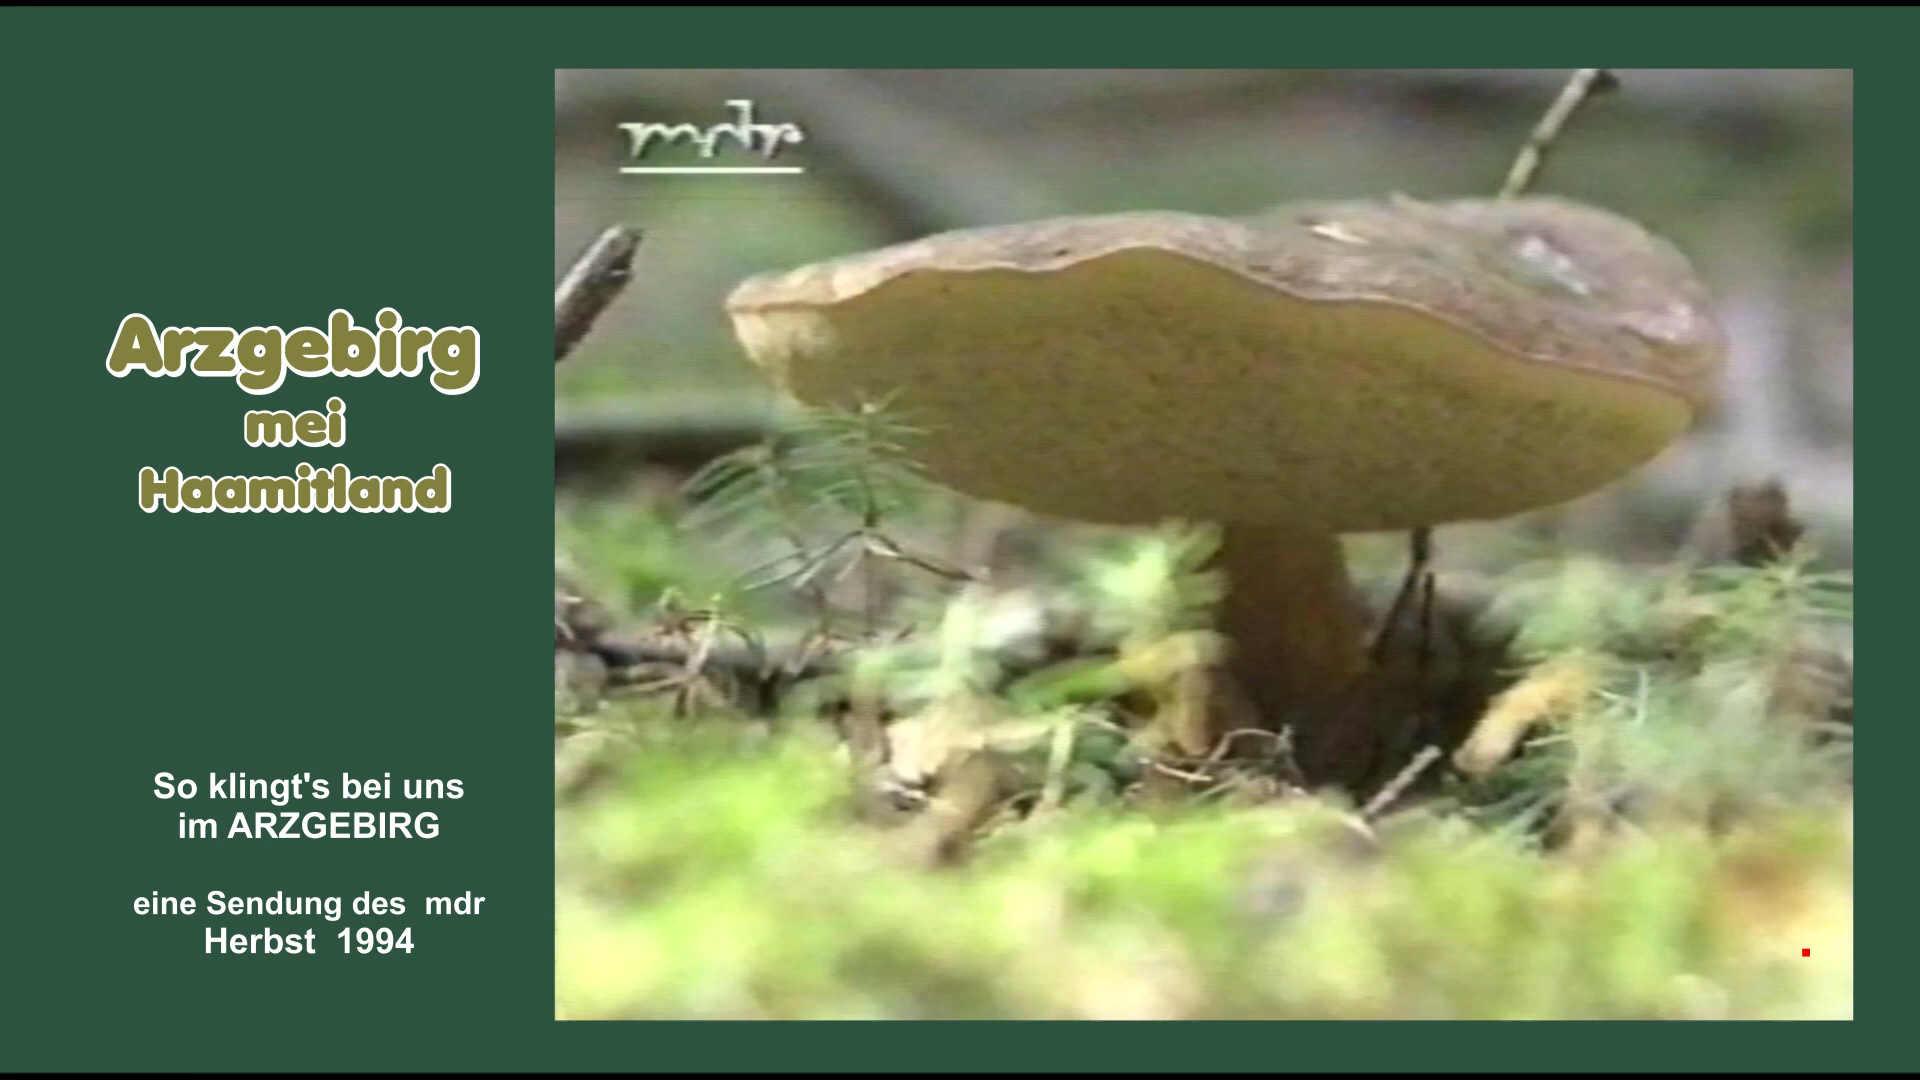 mdr
Arzgebirg
mei
Haamitland
So klingt's bei uns
im ARZGEBIRG
eine Sendung des  mdr
Herbst  1994